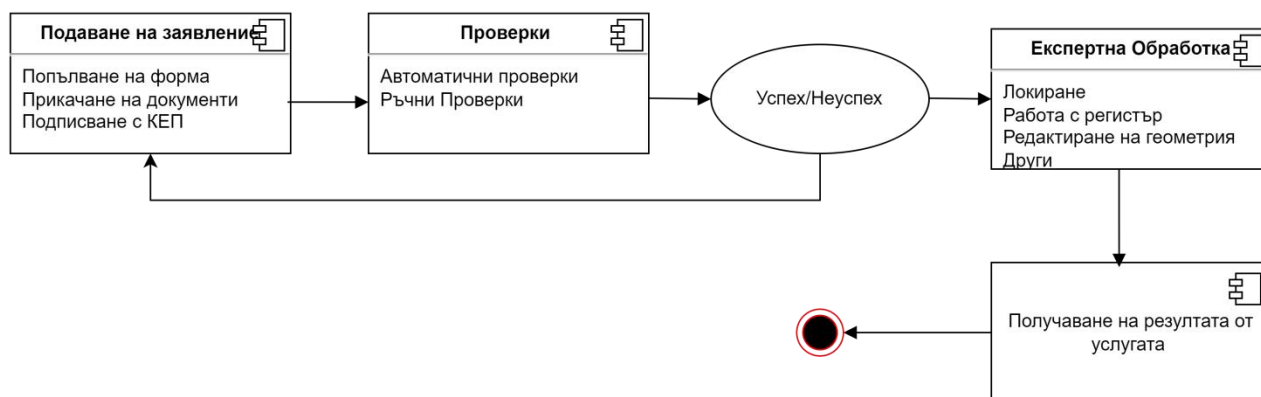 Подаване на заявление
Попълване на форма
Прикачане на документи
Подписване с КЕП
Проверки
Автоматични проверки
Ръчни Проверки
Успех/Неуспех
Експертна Обработка
Локиране
Работа с регистър
Редактиране на геометрия
Други
Получаване на резултата от
услугата